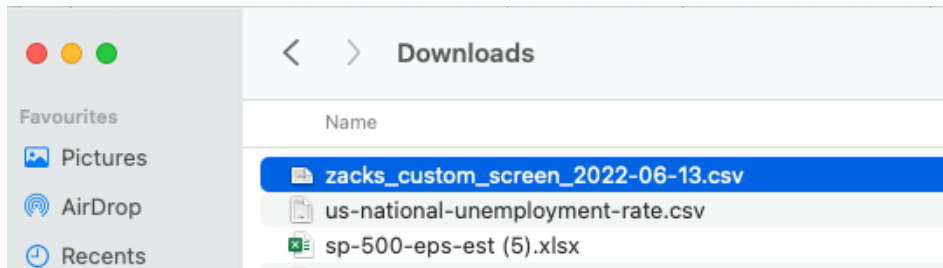 Downloads
Favourites
Name
Pictures
zacks_custom_screen_2022-06-13.csv
AirDrop
us-national-unemployment-rate.csv
Recents
sp-500-eps-est (5).xlsx